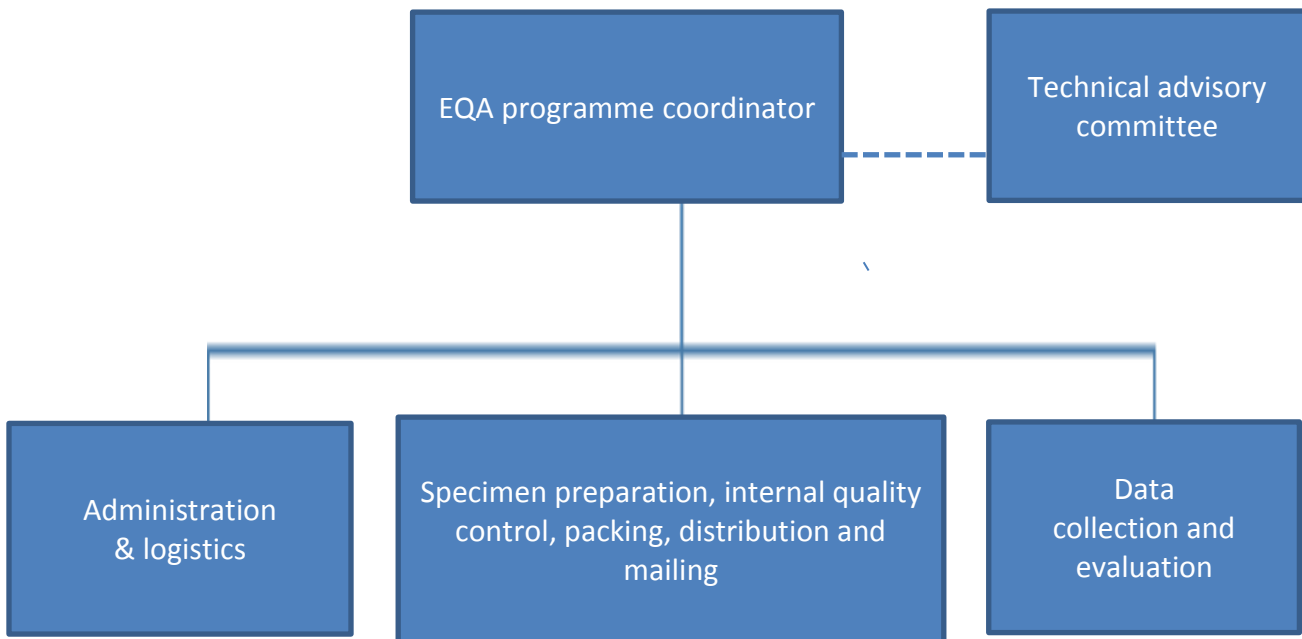 EQA programme coordinator
Technical advisory
committee
Administration
& logistics
Specimen preparation, internal quality
control, packing, distribution and
mailing
Data
collection and
evaluation